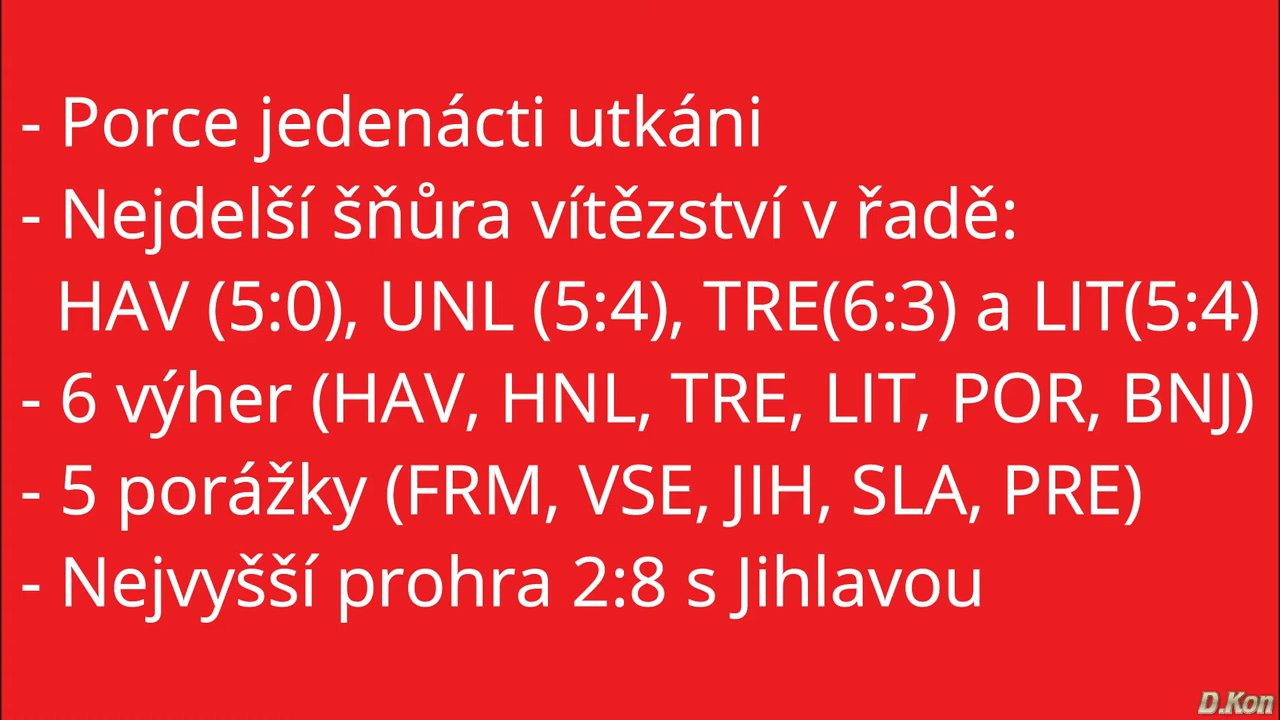 - Porce jedenácti utkáni
- Nejdelší šňůra vítězství v řadě:
HAV (5:0), UNL (5:4), TRE(6:3) a LIT(5:4)
- 6 výher (HAV, HNL, TRE, LIT, POR, BNJ)
- 5 porážky (FRM, VSE, JIH, SLA, PRE)
- Nejvyšší prohra 2:8 s Jihlavou
D.Kon